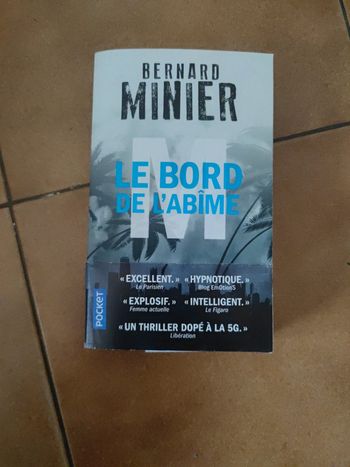 BERNARD
MINIER
M
LE BORD
DE L'ABÎME
« EXCELLENT. » « HYPNOTIQUE. »
Le Parisien Blog EmOtionS
« EXPLOSIF. » « INTELLIGENT. »
Femme actuelle Le Figaro
« UN THRILLER DOPÉ À LA 5G. »
Libération
POCKET